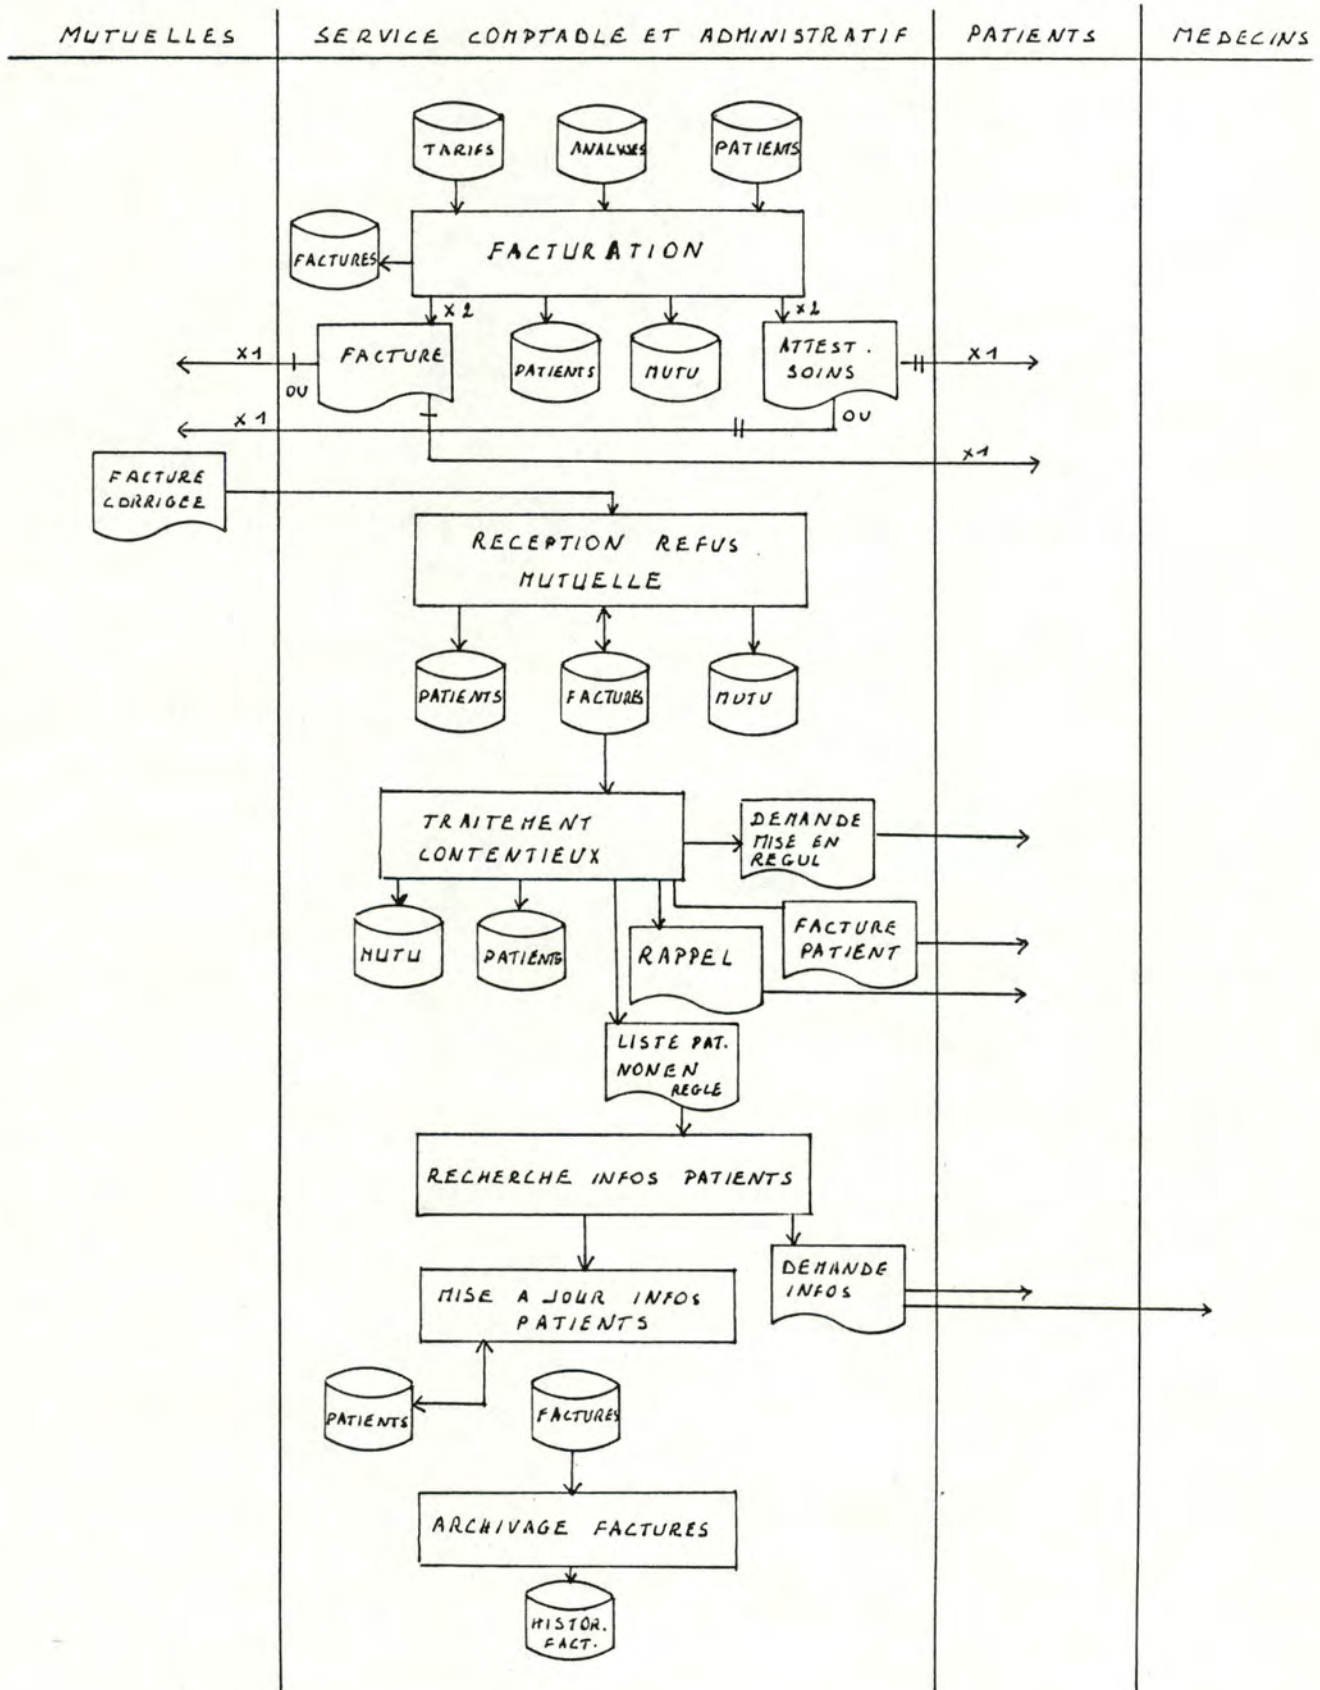 MUTUELLES
SERVICE COMPTABLE ET ADMINISTRATIF
PATIENTS
MEDECINS
TARIFS
ANALYSES
PATIENTS
FACTURATION
FACTURES
x2
x2
FACTURE
PATIENTS
MUTU
ATTEST.
SOINS
x1
x1
OU
OU
x1
x1
FACTURE
CORRIGEE
RECEPTION REFUS
MUTUELLE
PATIENTS
FACTURES
MUTU
TRAITEMENT
CONTENTIEUX
DEMANDE
MISE EN
REGUL
MUTU
PATIENTS
RAPPEL
FACTURE
PATIENT
LISTE PAT.
NON EN
REGLE
RECHERCHE INFOS PATIENTS
DEMANDE
INFOS
MISE A JOUR INFOS
PATIENTS
PATIENTS
FACTURES
ARCHIVAGE FACTURES
HISTOR.
FACT.